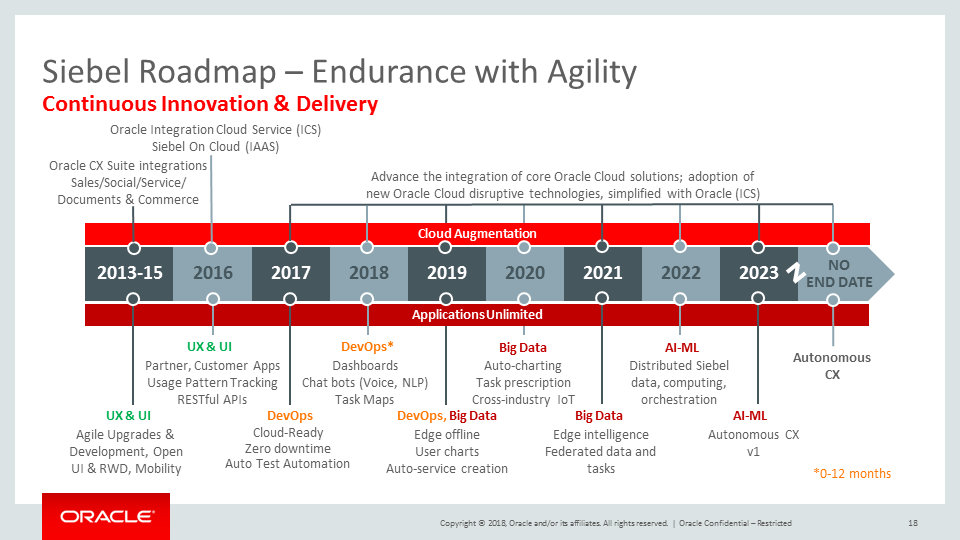 Siebel Roadmap – Endurance with Agility
Continuous Innovation & Delivery
Oracle Integration Cloud Service (ICS)
Siebel On Cloud (IAAS)
Oracle CX Suite integrations
Sales/Social/Service/
Documents & Commerce
Advance the integration of core Oracle Cloud solutions; adoption of
new Oracle Cloud disruptive technologies, simplified with Oracle (ICS)
Cloud Augmentation
2013-15
2016
2017
2018
2019
2020
2021
2022
2023
NO
END DATE
Applications Unlimited
UX & UI
Partner, Customer Apps
Usage Pattern Tracking
RESTful APIs
DevOps*
Dashboards
Chat bots (Voice, NLP)
Task Maps
Big Data
Auto-charting
Task prescription
Cross-industry IoT
AI-ML
Distributed Siebel
data, computing,
orchestration
Autonomous
CX
UX & UI
Agile Upgrades &
Development, Open
UI & RWD, Mobility
DevOps
Cloud-Ready
Zero downtime
Auto Test Automation
DevOps, Big Data
Edge offline
User charts
Auto-service creation
Big Data
Edge intelligence
Federated data and
tasks
AI-ML
Autonomous CX
v1
*0-12 months
ORACLE®
Copyright © 2018, Oracle and/or its affiliates. All rights reserved. | Oracle Confidential – Restricted
18